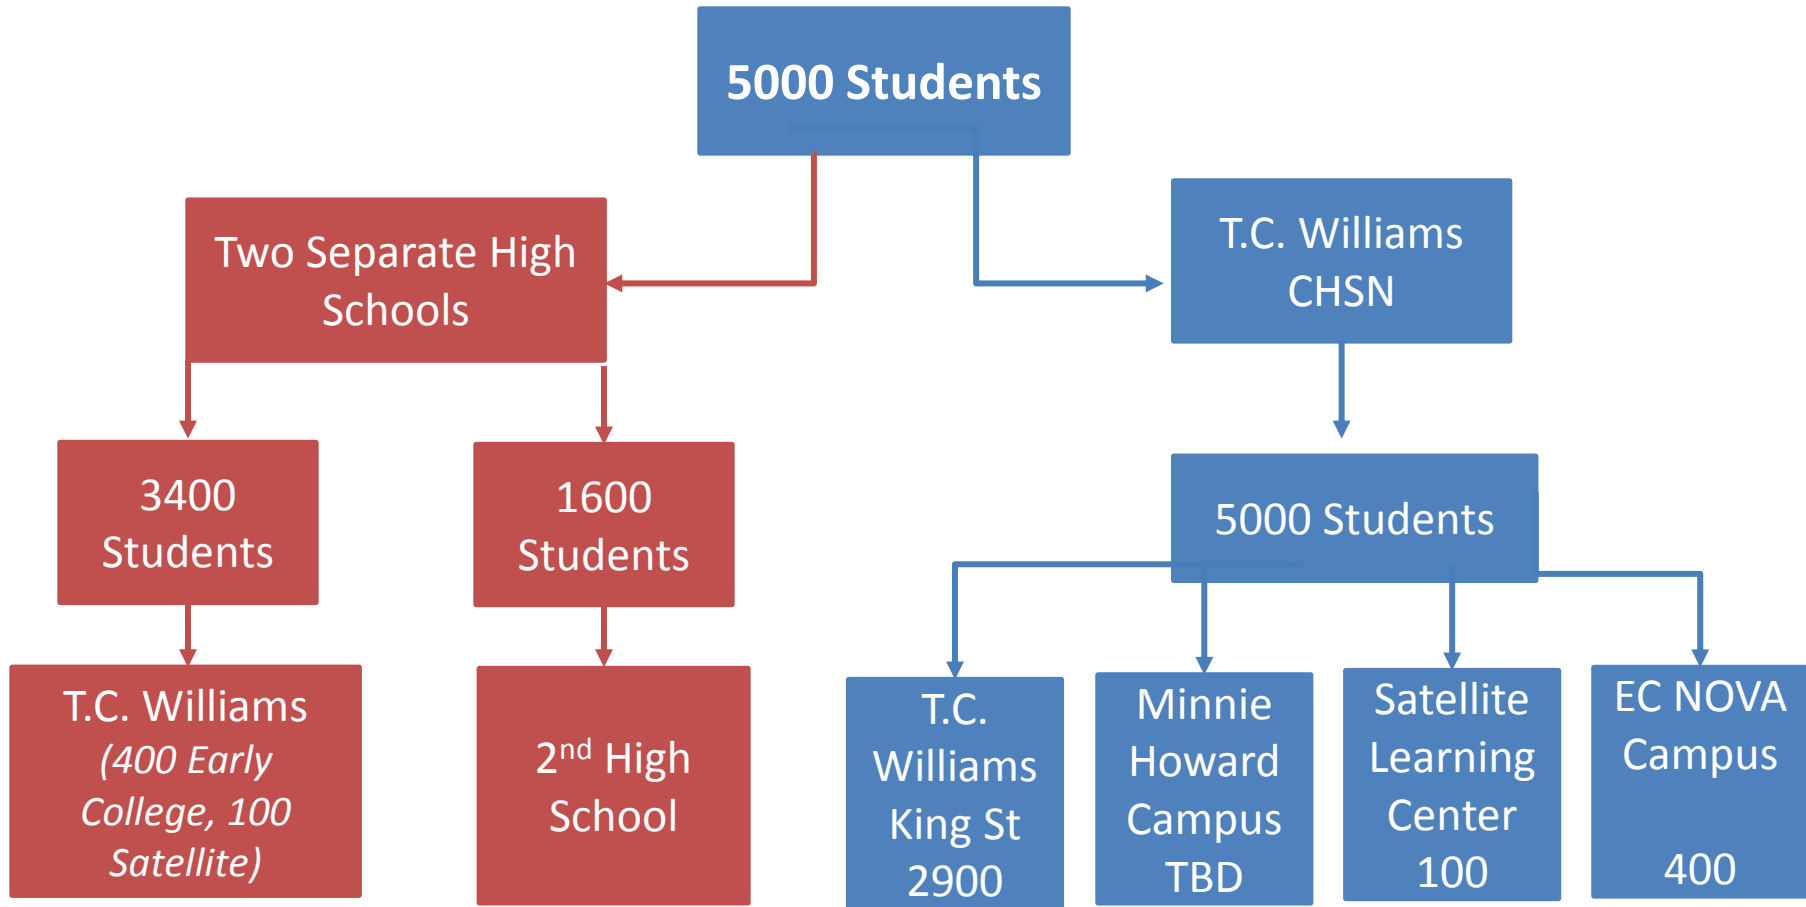 5000 Students
Two Separate High
Schools
T.C. Williams
CHSN
3400
Students
1600
Students
5000 Students
T.C. Williams
(400 Early
College, 100
Satellite)
2nd High
School
T.C.
Williams
King St
2900
Minnie
Howard
Campus
TBD
Satellite
Learning
Center
100
EC NOVA
Campus
400